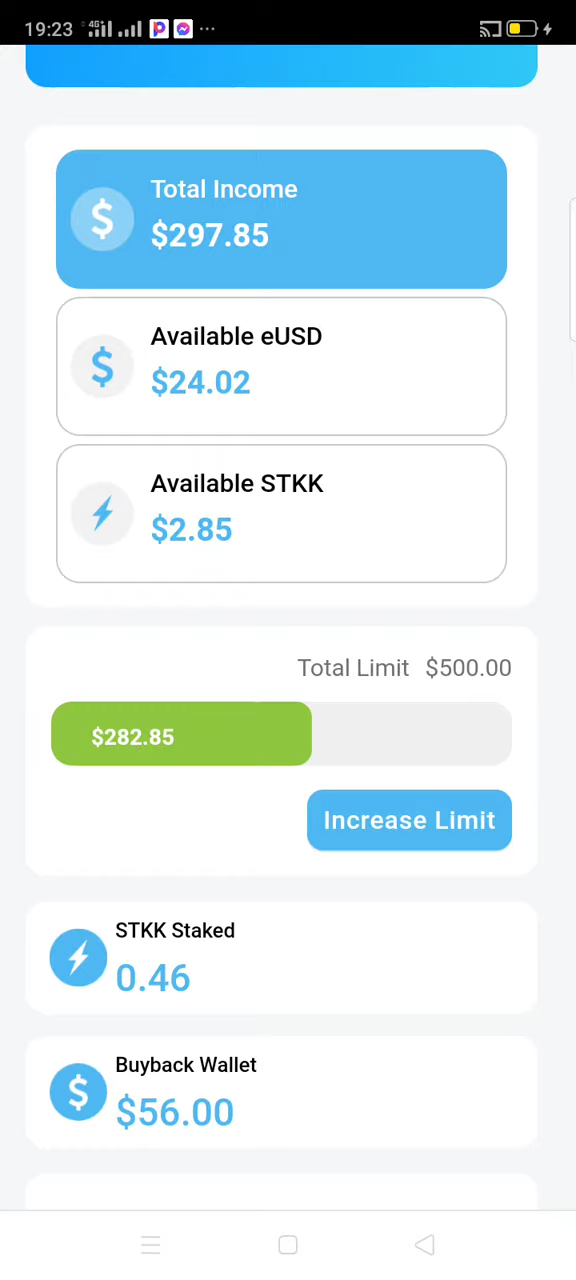 19:23 4G+
Total Income
$297.85
Available eUSD
$24.02
Available STKK
$2.85
Total Limit $500.00
$282.85
Increase Limit
STKK Staked
0.46
Buyback Wallet
$56.00